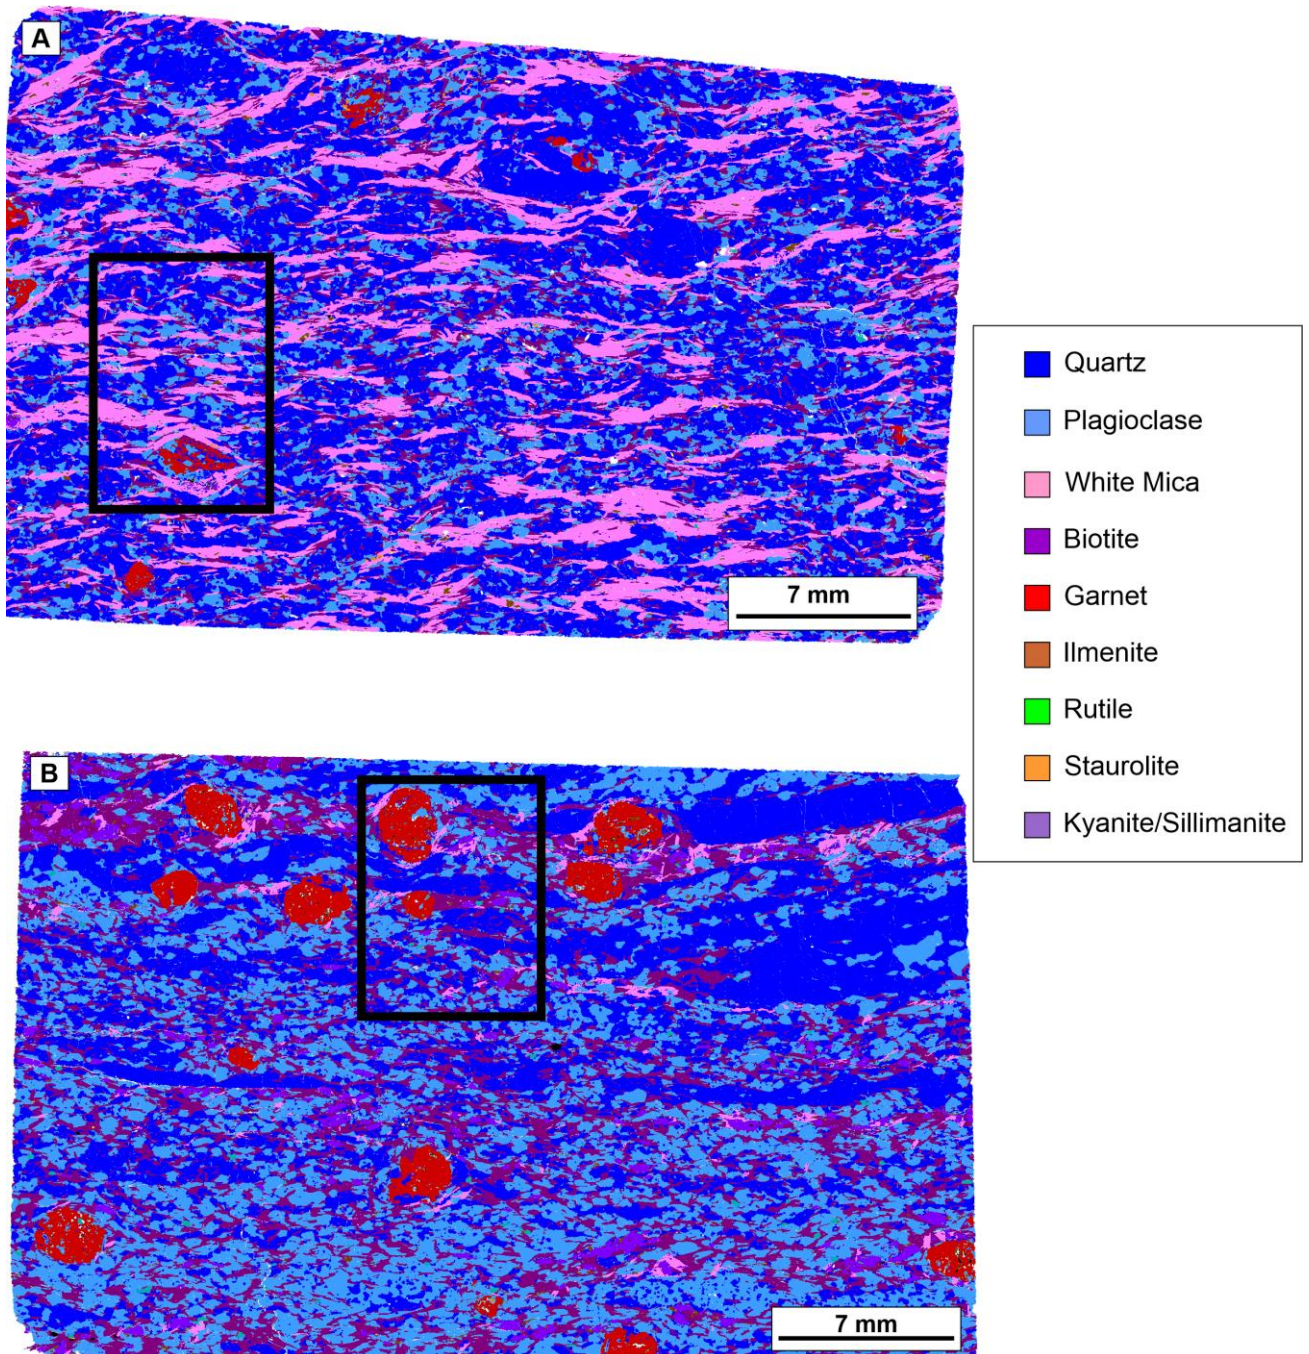 A
7 mm
Quartz
Plagioclase
White Mica
Biotite
Garnet
Ilmenite
Rutile
Staurolite
Kyanite/Sillimanite
B
7 mm